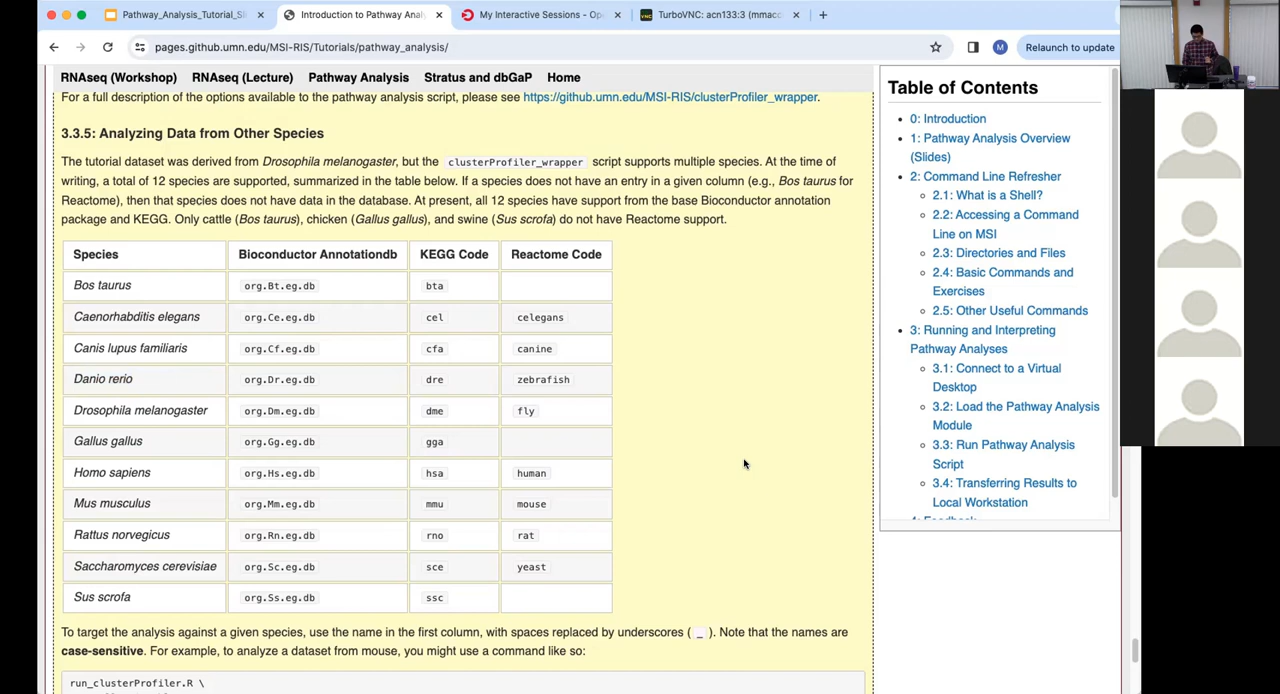 Pathway_Analysis_Tutorial_Sl
Introduction to Pathway Anal
My Interactive Sessions - Ope
TurboVNC: acn133:3 (mmacc
pages.github.umn.edu/MSI-RIS/Tutorials/pathway_analysis/
M
Relaunch to update
RNAseq (Workshop) RNAseq (Lecture) Pathway Analysis Stratus and dbGaP Home
For a full description of the options available to the pathway analysis script, please see https://github.umn.edu/MSI-RIS/clusterProfiler_wrapper.
3.3.5: Analyzing Data from Other Species
The tutorial dataset was derived from Drosophila melanogaster, but the clusterProfiler_wrapper script supports multiple species. At the time of
writing, a total of 12 species are supported, summarized in the table below. If a species does not have an entry in a given column (e.g., Bos taurus for
Reactome), then that species does not have data in the database. At present, all 12 species have support from the base Bioconductor annotation
package and KEGG. Only cattle (Bos taurus), chicken (Gallus gallus), and swine (Sus scrofa) do not have Reactome support.
Species Bioconductor Annotationdb KEGG Code Reactome Code
Bos taurus org.Bt.eg.db bta
Caenorhabditis elegans org.Ce.eg.db cel celegans
Canis lupus familiaris org.Cf.eg.db cfa canine
Danio rerio org.Dr.eg.db dre zebrafish
Drosophila melanogaster org.Dm.eg.db dme fly
Gallus gallus org.Gg.eg.db gga
Homo sapiens org.Hs.eg.db hsa human
Mus musculus org.Mm.eg.db mmu mouse
Rattus norvegicus org.Rn.eg.db rno rat
Saccharomyces cerevisiae org.Sc.eg.db sce yeast
Sus scrofa org.Ss.eg.db ssc
To target the analysis against a given species, use the name in the first column, with spaces replaced by underscores ( _ ). Note that the names are
case-sensitive. For example, to analyze a dataset from mouse, you might use a command like so:
run_clusterProfiler.R \
Table of Contents
0: Introduction
1: Pathway Analysis Overview
(Slides)
2: Command Line Refresher
2.1: What is a Shell?
2.2: Accessing a Command
Line on MSI
2.3: Directories and Files
2.4: Basic Commands and
Exercises
2.5: Other Useful Commands
3: Running and Interpreting
Pathway Analyses
3.1: Connect to a Virtual
Desktop
3.2: Load the Pathway Analysis
Module
3.3: Run Pathway Analysis
Script
3.4: Transferring Results to
Local Workstation